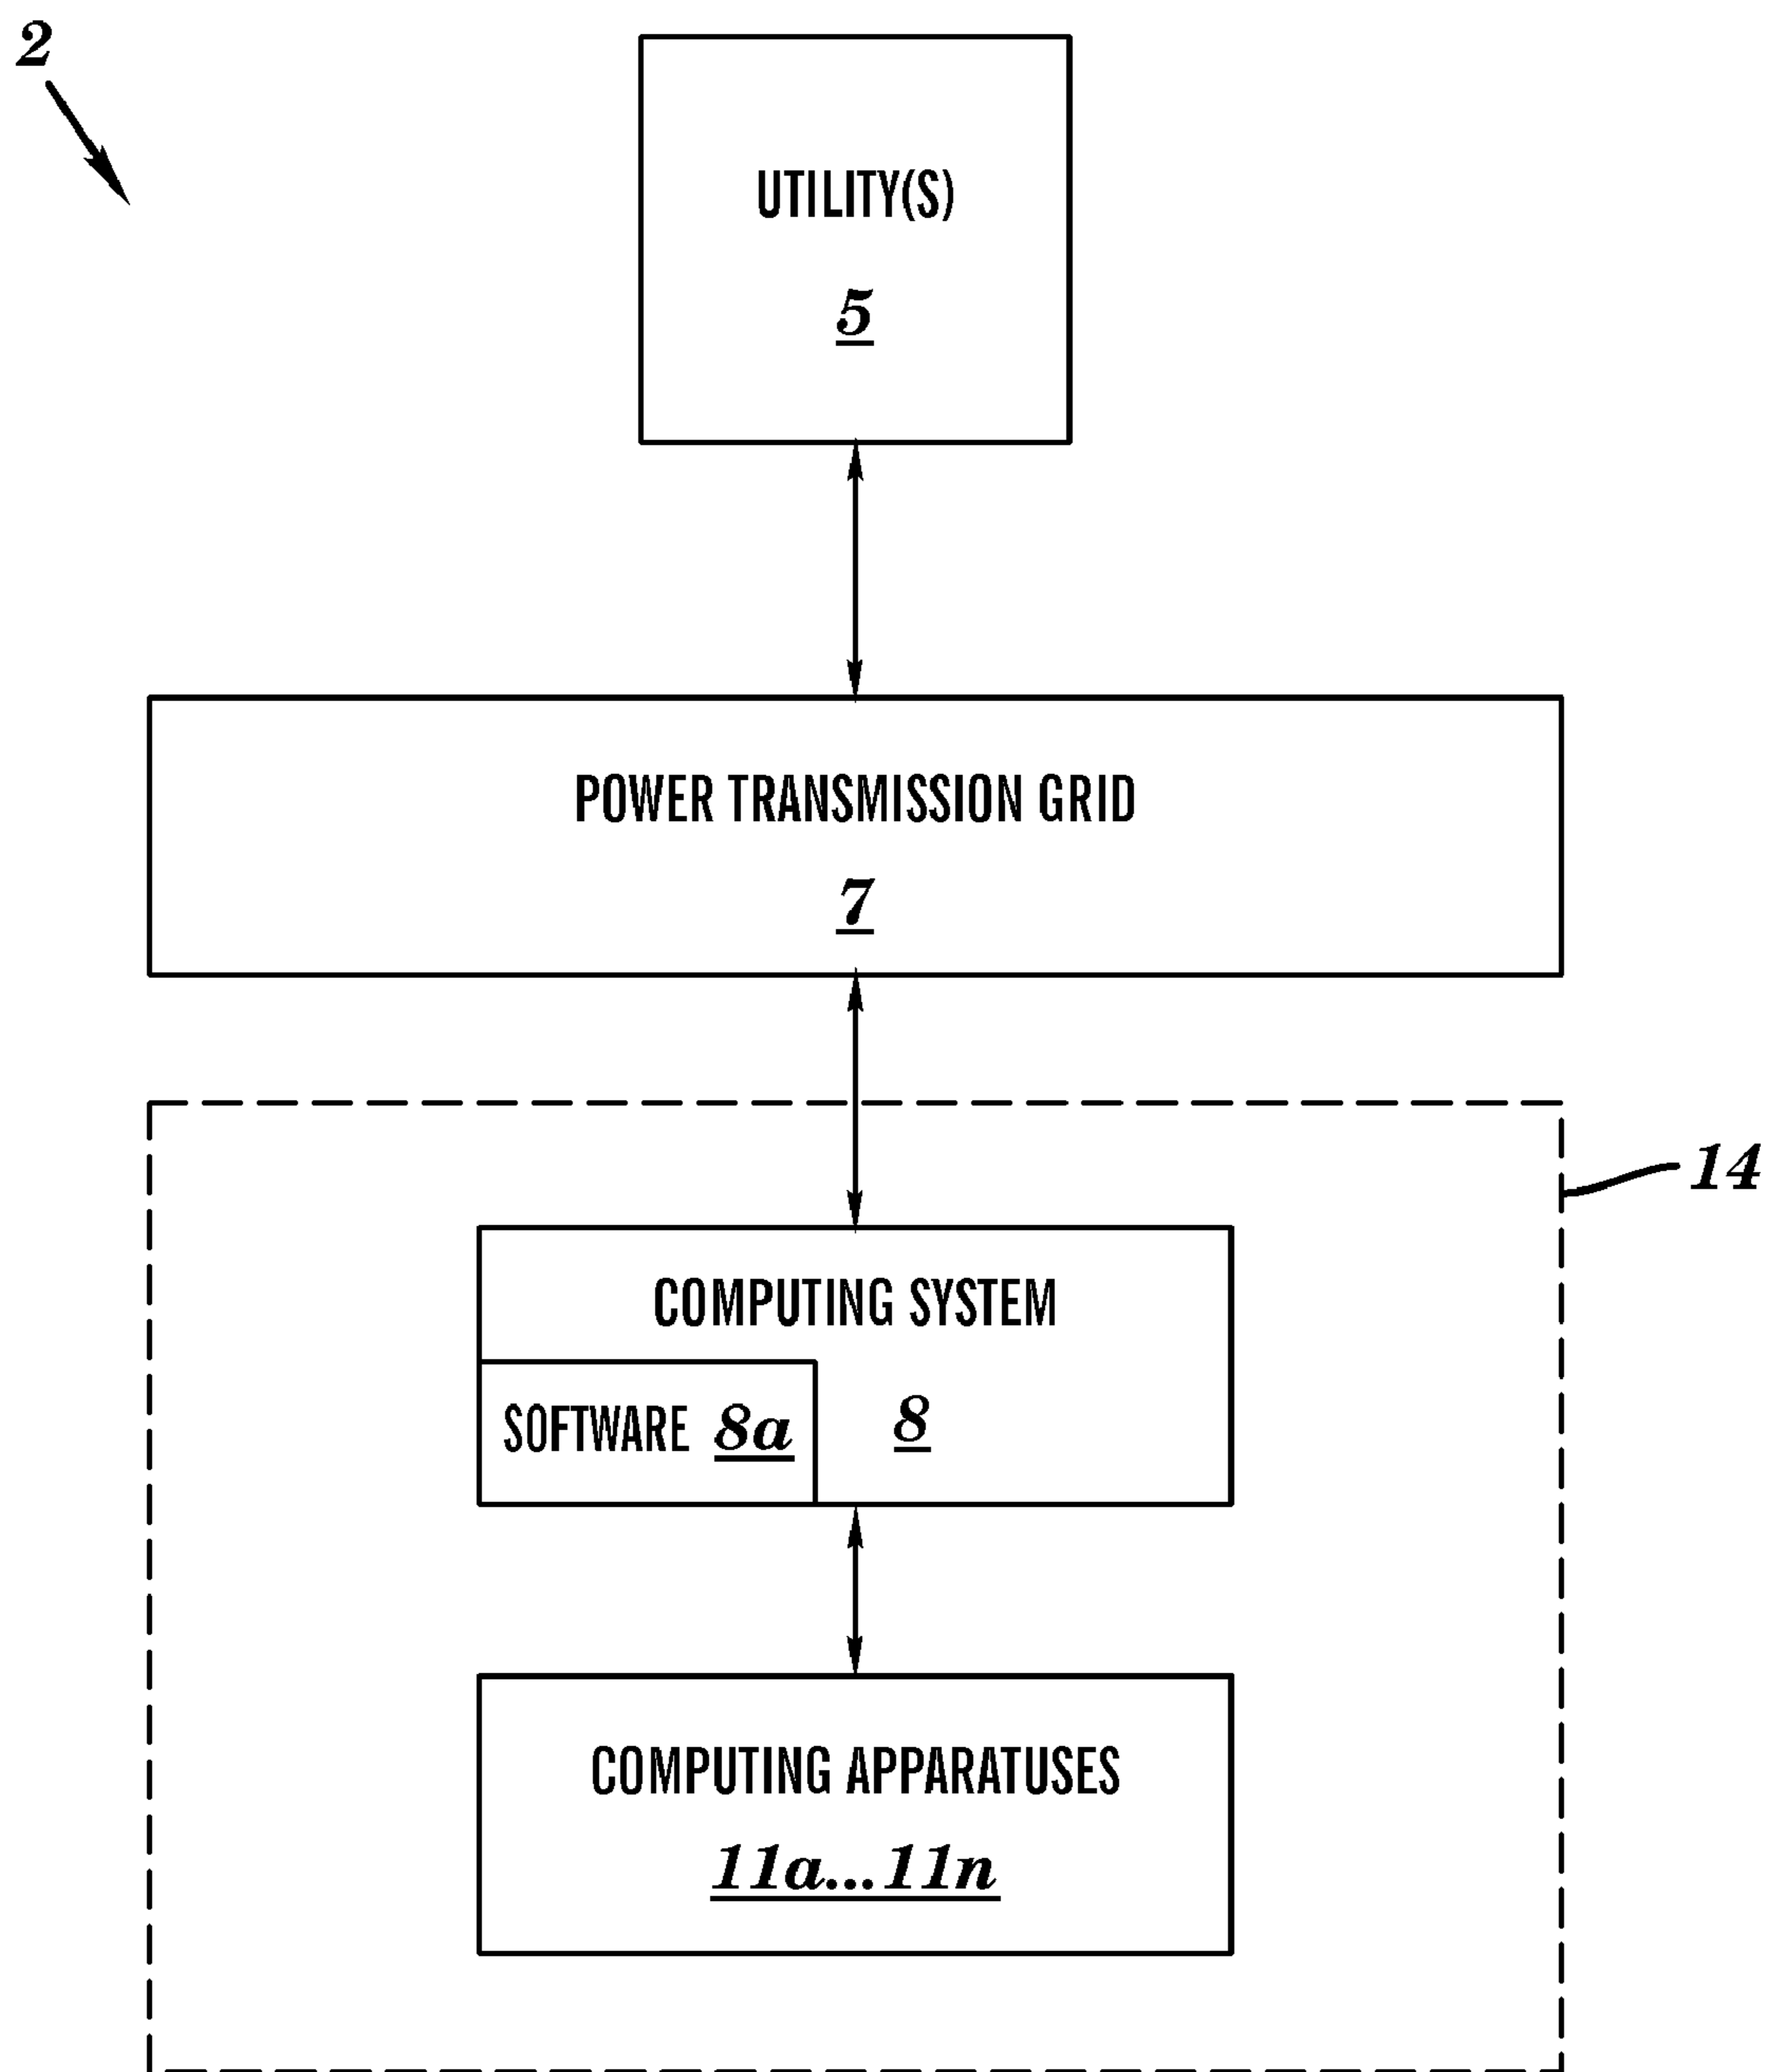 2
UTILITY(S)
5
POWER TRANSMISSION GRID
7
14
COMPUTING SYSTEM
SOFTWARE 8a
8
COMPUTING APPARATUSES
11a...11n